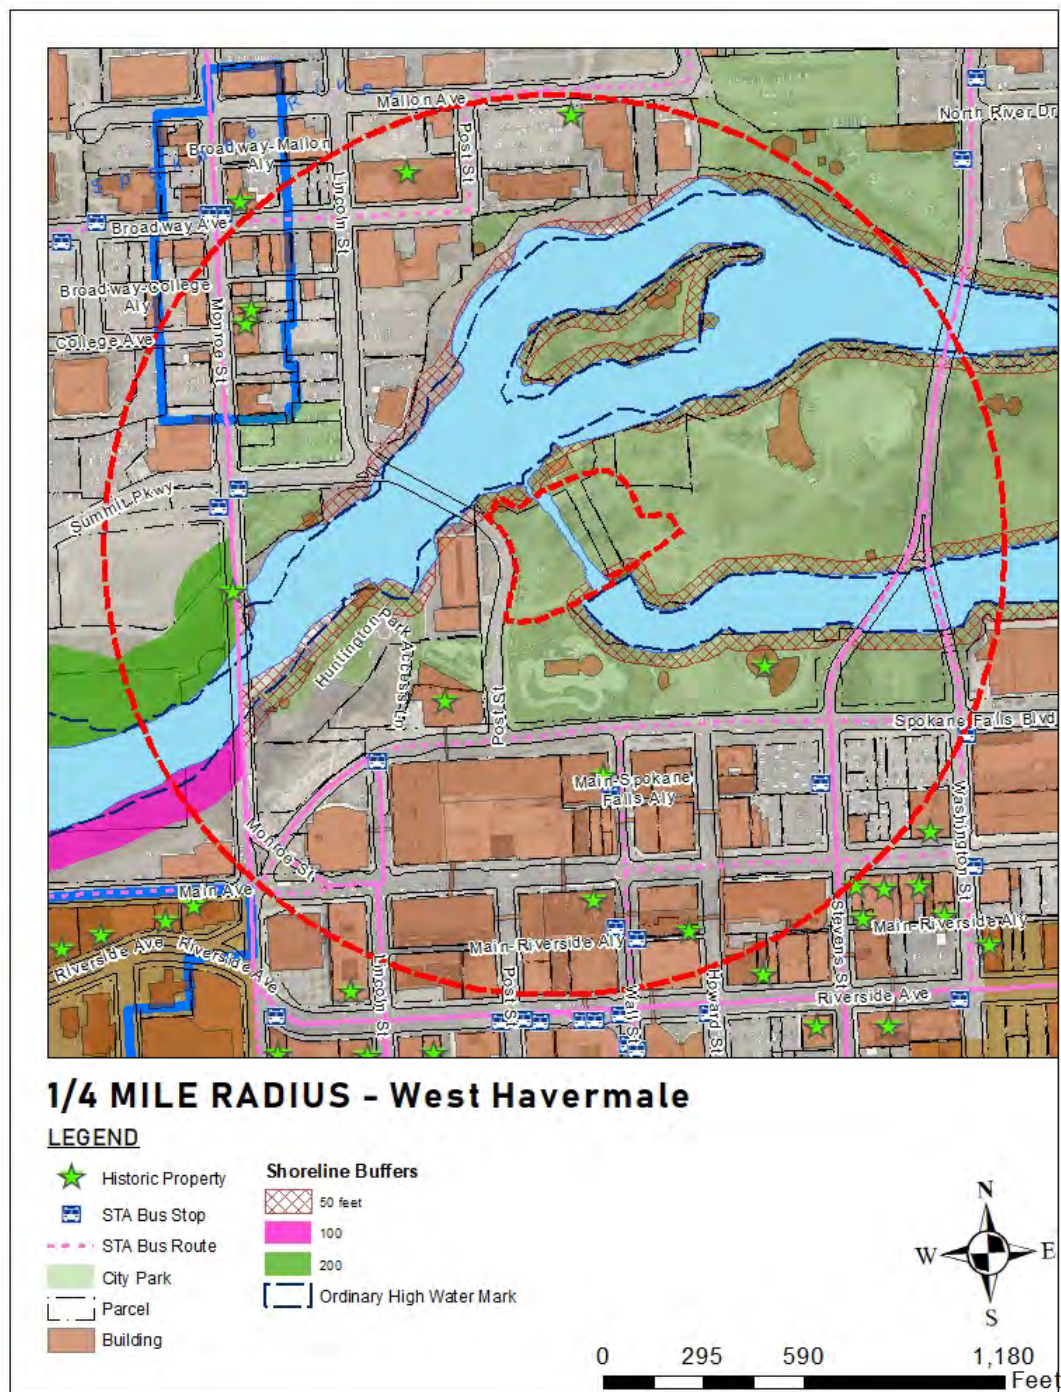 Mallon Ave
North River Dr
Broadway-Mallon
Aly
Post St
Lincoln St
Broadway Ave
Broadway-College
Aly
College Ave
Monroe St
Summit Pkwy
Huntington
Park
Access Ln
Post St
Spokane Falls Blvd
Main-Spokane
Falls Aly
Washington St
Monroe St
Main Ave
Main-Riverside Aly
Main-Riverside Aly
Riverside Ave
Riverside Ave
Stevens St
Lincoln St
Post St
Wall St
Howard St
Riverside Ave
1/4 MILE RADIUS - West Havermale
LEGEND
Historic Property
STA Bus Stop
STA Bus Route
City Park
Parcel
Building
Shoreline Buffers
50 feet
100
200
Ordinary High Water Mark
N
W
E
S
0 295 590 1,180
Feet